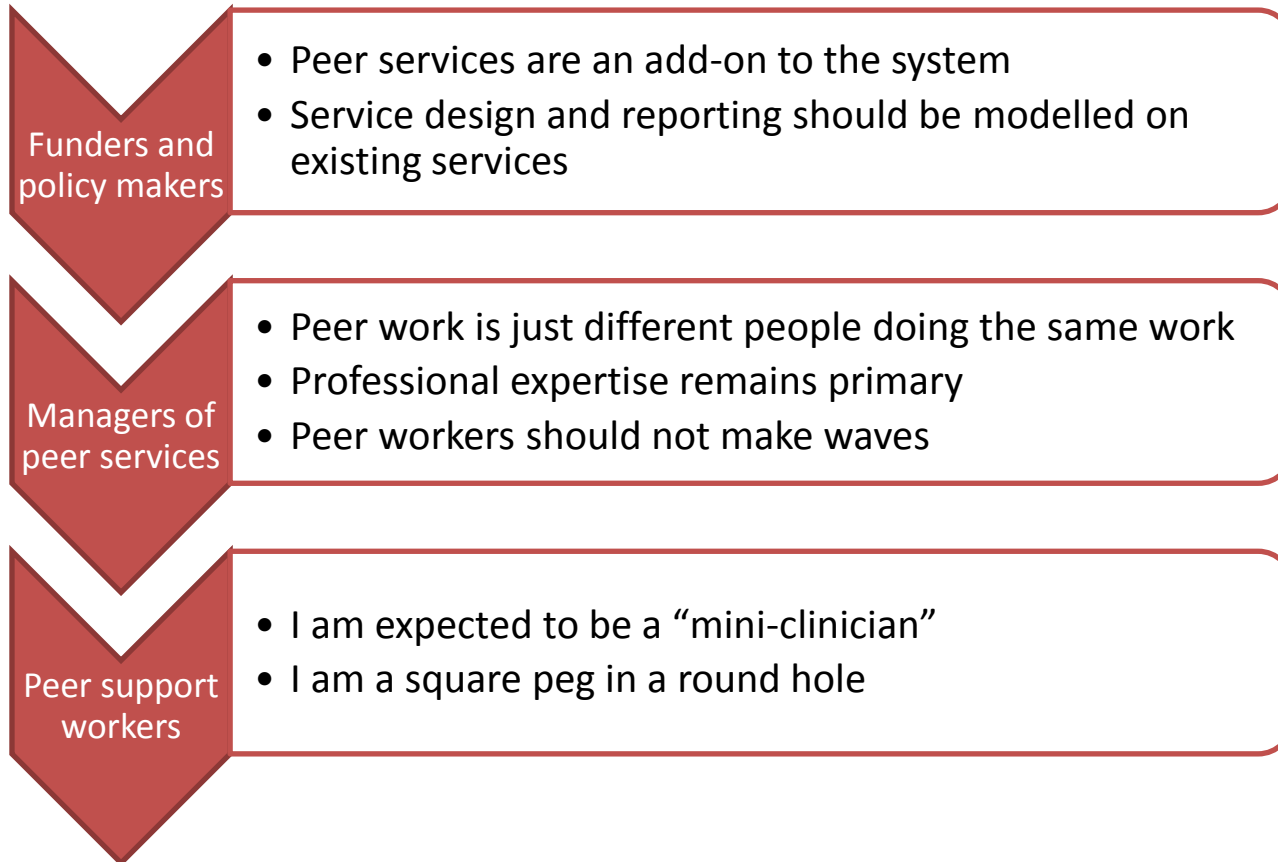 Funders and
policy makers
• Peer services are an add-on to the system
• Service design and reporting should be modelled on
existing services
Managers of
peer services
• Peer work is just different people doing the same work
• Professional expertise remains primary
• Peer workers should not make waves
Peer support
workers
• I am expected to be a “mini-clinician”
• I am a square peg in a round hole